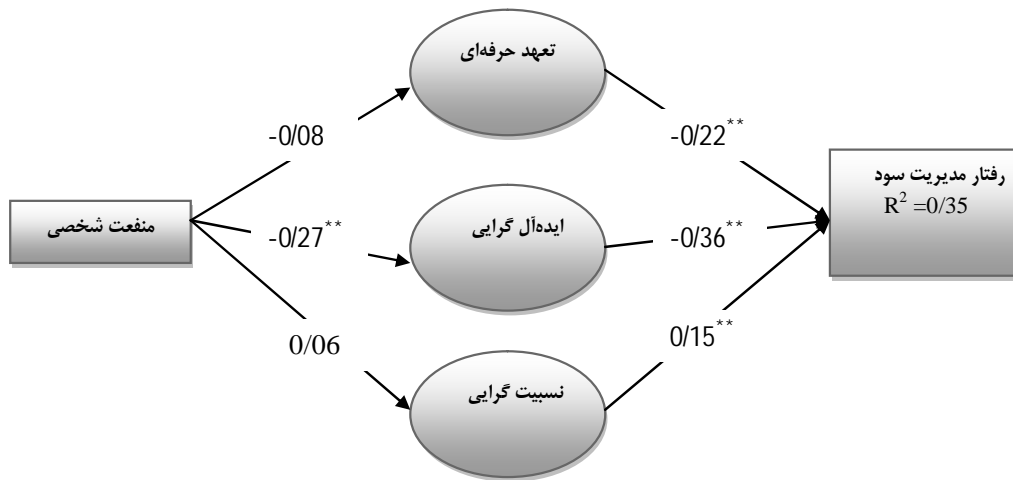 تعهد حرفه‌ای
-0/08
-0/22**
رفتار مدیریت سود
R² =0/35
منفعت شخصی
ایده‌آل گرایی
-0/27**
-0/36**
0/06
0/15**
نسبیت گرایی